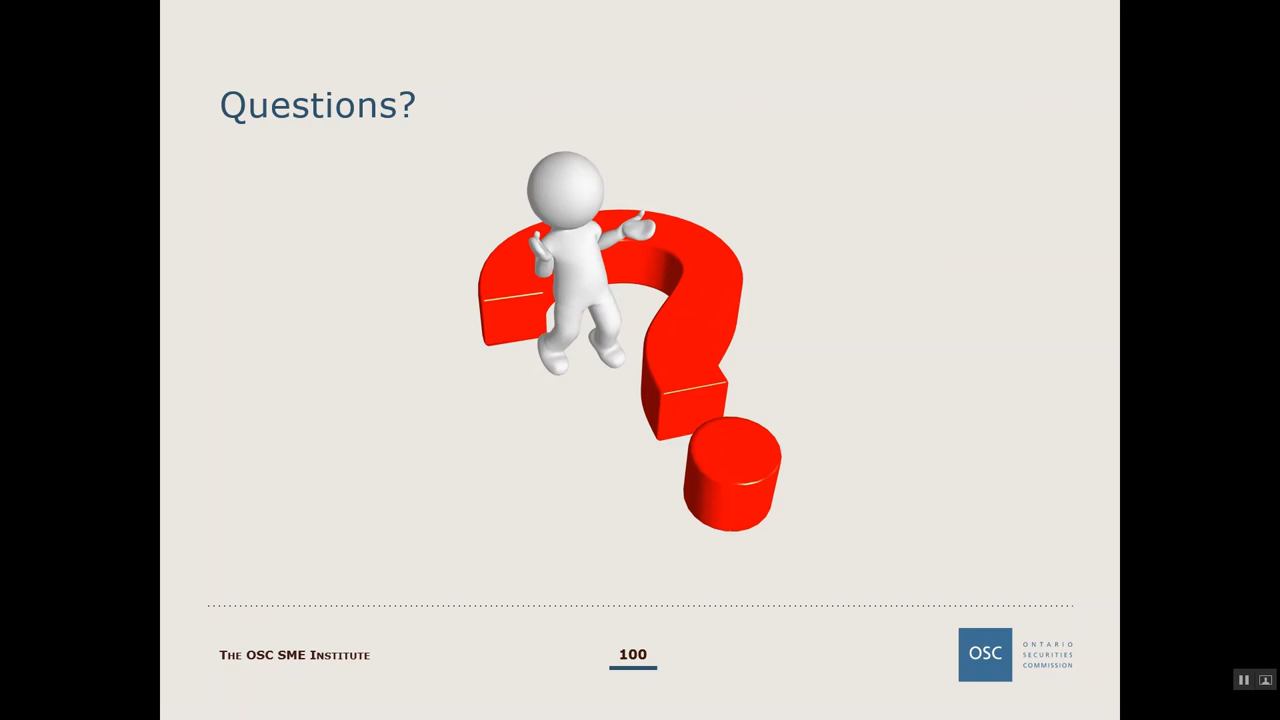 Questions?
THE OSC SME INSTITUTE
100
OSC
ONTARIO
SECURITIES
COMMISSION